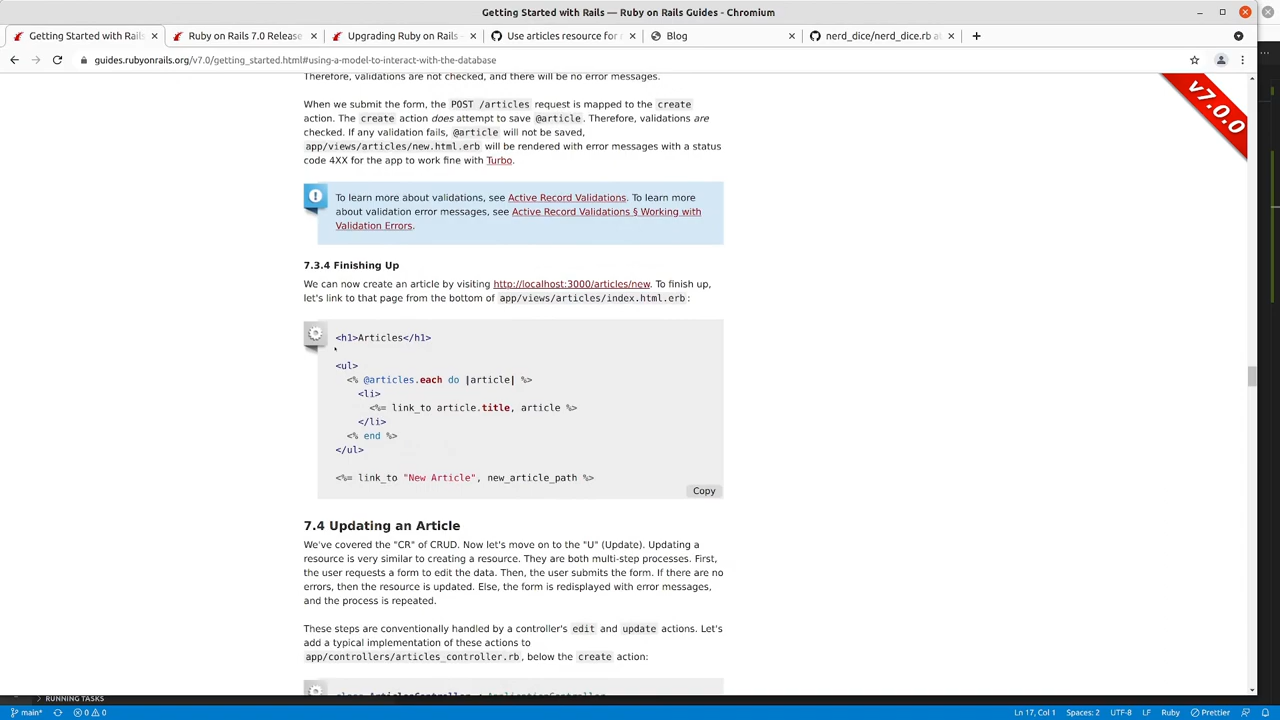 Getting Started with Rails — Ruby on Rails Guides - Chromium
Getting Started with Rails —
Ruby on Rails 7.0 Release
Upgrading Ruby on Rails —
Use articles resource for
Blog
nerd_dice/nerd_dice.rb at
guides.rubyonrails.org/v7.0/getting_started.html#using-a-model-to-interact-with-the-database
v7.0.0
Therefore, validations are not checked, and there will be no error messages.
When we submit the form, the POST /articles request is mapped to the create
action. The create action does attempt to save @article. Therefore, validations are
checked. If any validation fails, @article will not be saved,
app/views/articles/new.html.erb will be rendered with error messages with a status
code 4XX for the app to work fine with Turbo.
To learn more about validations, see Active Record Validations. To learn more
about validation error messages, see Active Record Validations § Working with
Validation Errors.
7.3.4 Finishing Up
We can now create an article by visiting http://localhost:3000/articles/new. To finish up,
let's link to that page from the bottom of app/views/articles/index.html.erb:
<h1>Articles</h1>
<ul>
<% @articles.each do |article| %>
<li>
<%= link_to article.title, article %>
</li>
<% end %>
</ul>
<%= link_to "New Article", new_article_path %>
Copy
7.4 Updating an Article
We've covered the "CR" of CRUD. Now let's move on to the "U" (Update). Updating a
resource is very similar to creating a resource. They are both multi-step processes. First,
the user requests a form to edit the data. Then, the user submits the form. If there are no
errors, then the resource is updated. Else, the form is redisplayed with error messages,
and the process is repeated.
These steps are conventionally handled by a controller's edit and update actions. Let's
add a typical implementation of these actions to
app/controllers/articles_controller.rb, below the create action:
class ArticlesController < ApplicationController
RUNNING TASKS
main* 0 0 Ln 17, Col 1 Spaces: 2 UTF-8 LF Ruby Prettier